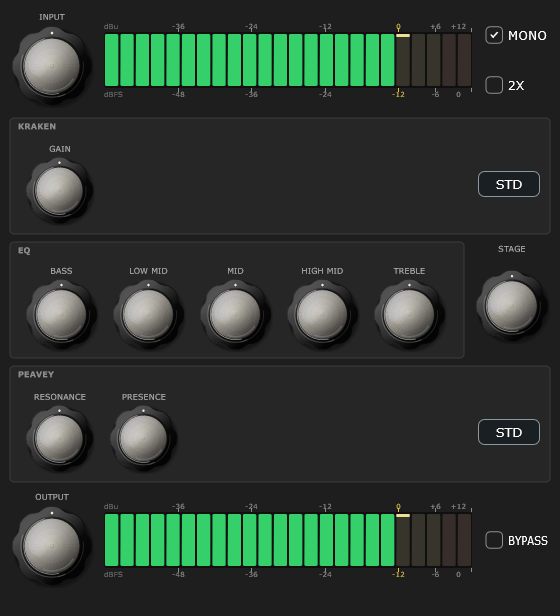 INPUT
dBu -36 -24 -12 0 +6 +12
MONO
dBFS -48 -36 -24 -12 -6 0
2X
KRAKEN
GAIN
STD
EQ
STAGE
BASS LOW MID MID HIGH MID TREBLE
PEAVEY
RESONANCE PRESENCE
STD
OUTPUT
dBu -36 -24 -12 0 +6 +12
BYPASS
dBFS -48 -36 -24 -12 -6 0